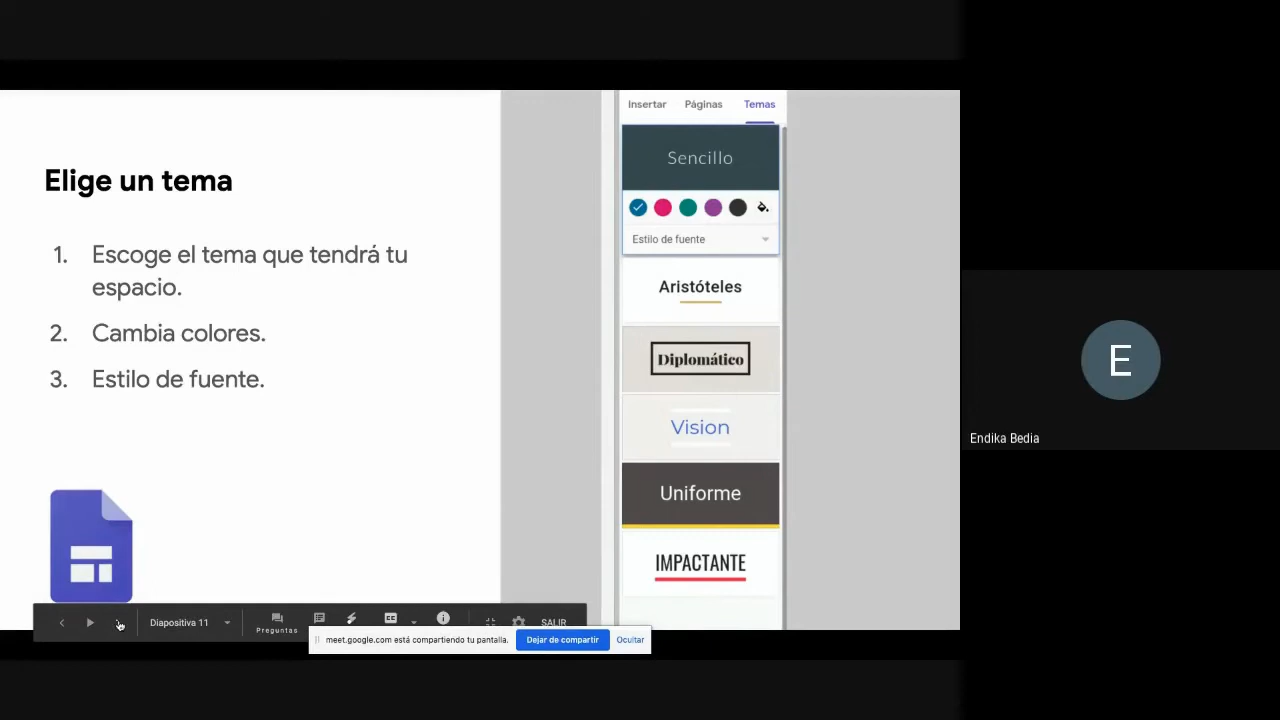 Elige un tema
1. Escoge el tema que tendrá tu
espacio.
2. Cambia colores.
3. Estilo de fuente.
Insertar Páginas Temas
Sencillo
Estilo de fuente
Aristóteles
Diplomático
Vision
Uniforme
IMPACTANTE
E
Endika Bedia
Diapositiva 11
Preguntas
CC
SALIR
meet.google.com está compartiendo tu pantalla.
Dejar de compartir
Ocultar